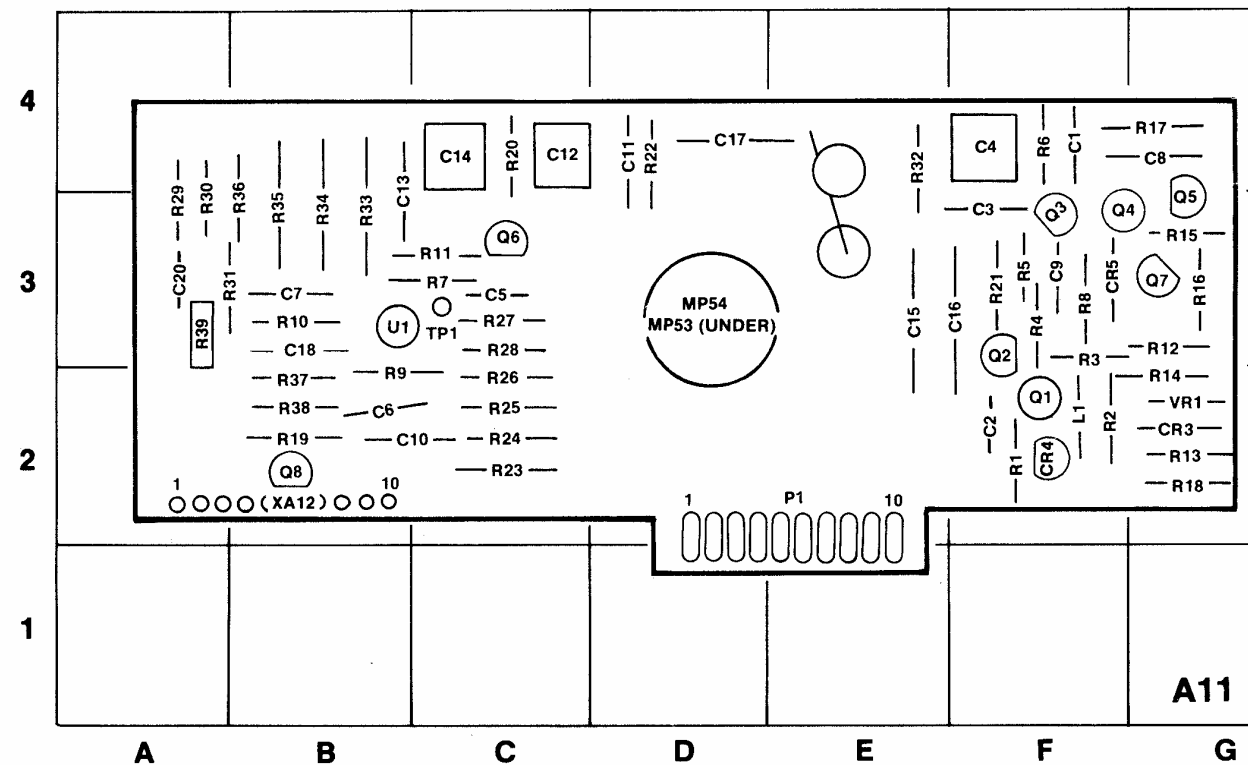 4
C14
R20
C12
C11
R22
C17
R32
C4
R6
C1
R17
C8
R29
R30
R36
R35
R34
R33
C13
Q6
C3
Q3
Q4
Q5
R15
R11
3
C20
R31
C7
R7
C5
MP54
MP53 (UNDER)
C15
C16
R21
R5
C9
R8
CR5
Q7
R16
R39
R10
U1
TP1
R27
R4
C18
R28
Q2
R3
R12
R37
R9
R26
R14
R38
C6
R25
Q1
C2
L1
R2
VR1
R19
C10
R24
CR3
2
Q8
R23
R1
CR4
R13
R18
1
(XA12)
10
1
P1
10
1
A11
A
B
C
D
E
F
G